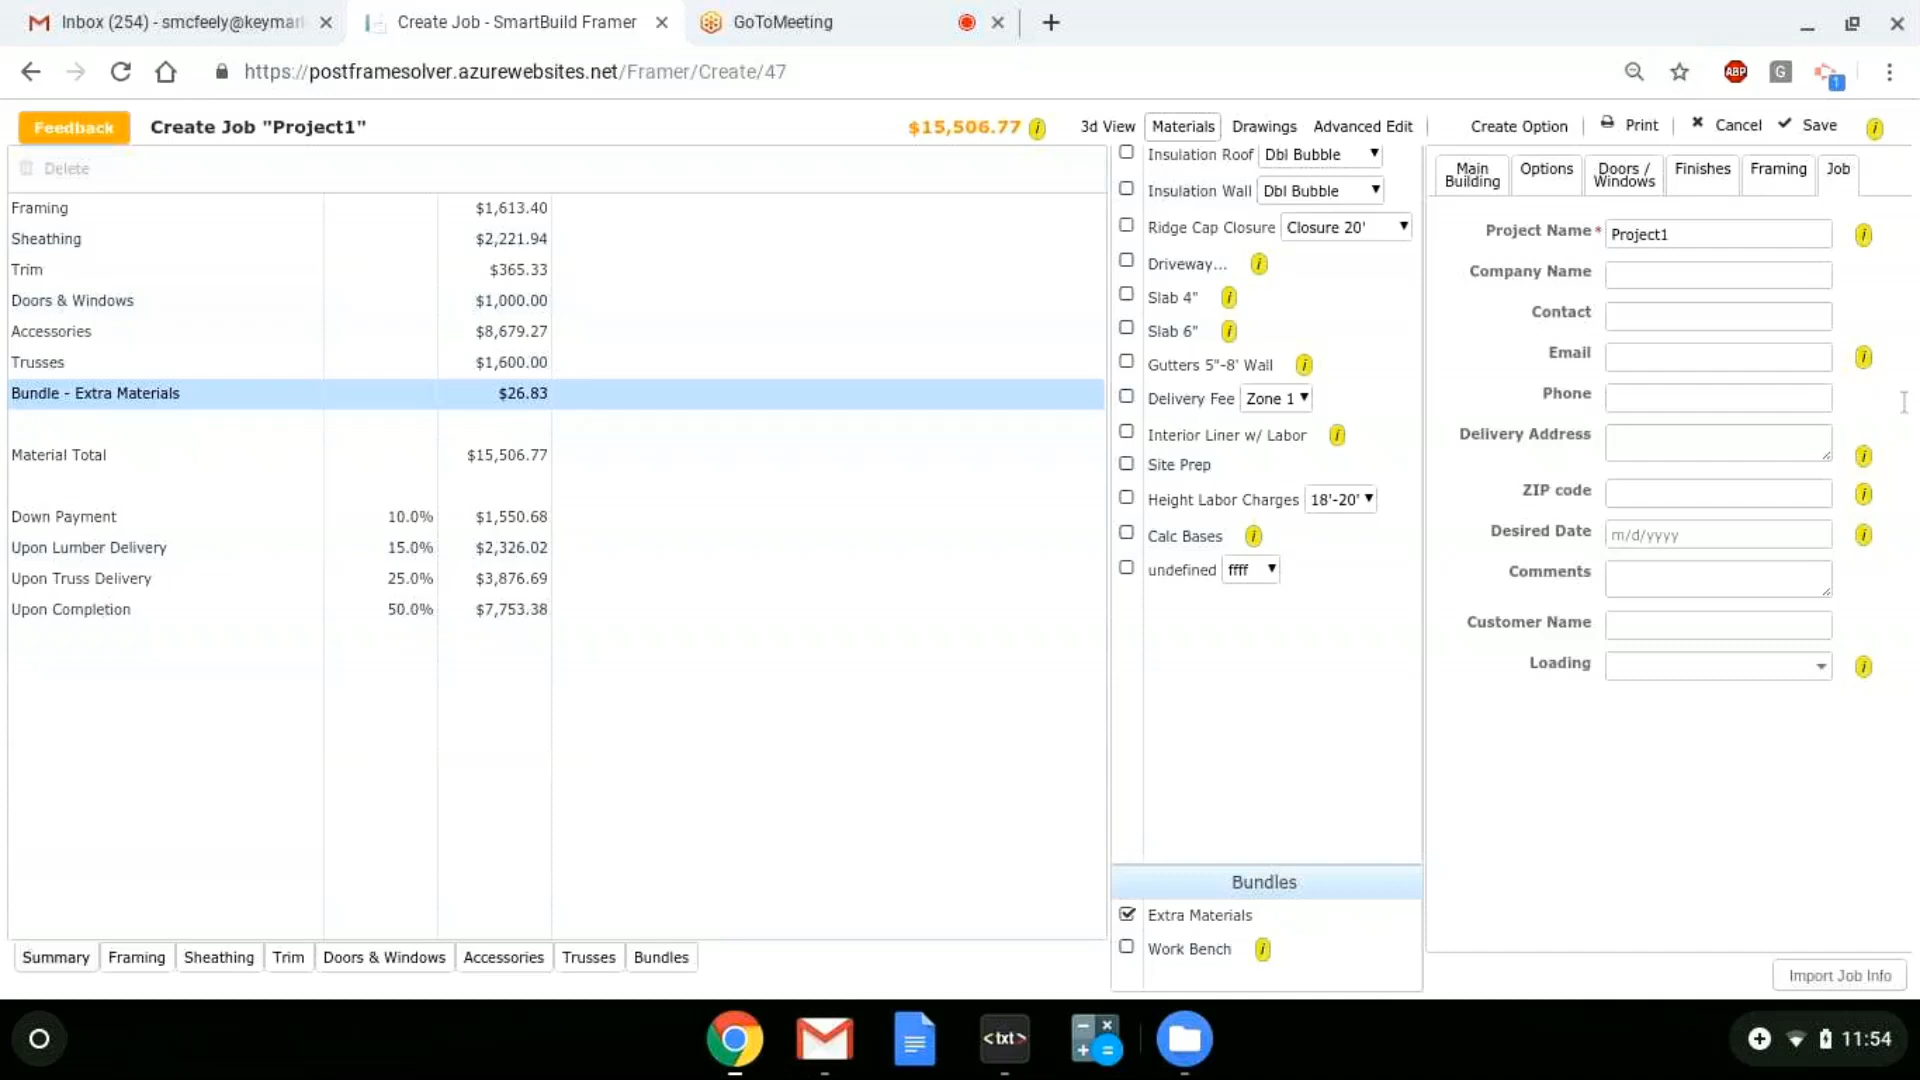 Inbox (254) - smcfeely@keymar
Create Job - SmartBuild Framer
GoToMeeting
https://postframesolver.azurewebsites.net/Framer/Create/47
ABP
G
1
Feedback
Create Job "Project1"
$15,506.77
3d View
Materials
Drawings
Advanced Edit
Create Option
Print
Cancel
Save
Delete
Framing $1,613.40
Sheathing $2,221.94
Trim $365.33
Doors & Windows $1,000.00
Accessories $8,679.27
Trusses $1,600.00
Bundle - Extra Materials $26.83
Material Total $15,506.77
Down Payment 10.0% $1,550.68
Upon Lumber Delivery 15.0% $2,326.02
Upon Truss Delivery 25.0% $3,876.69
Upon Completion 50.0% $7,753.38
Summary
Framing
Sheathing
Trim
Doors & Windows
Accessories
Trusses
Bundles
Insulation Roof Dbl Bubble
Insulation Wall Dbl Bubble
Ridge Cap Closure Closure 20'
Driveway...
Slab 4"
Slab 6"
Gutters 5"-8' Wall
Delivery Fee Zone 1
Interior Liner w/ Labor
Site Prep
Height Labor Charges 18'-20'
Calc Bases
undefined ffff
Bundles
Extra Materials
Work Bench
Main
Building
Options
Doors /
Windows
Finishes
Framing
Job
Project Name* Project1
Company Name
Contact
Email
Phone
Delivery Address
ZIP code
Desired Date m/d/yyyy
Comments
Customer Name
Loading
Import Job Info
<txt>
11:54